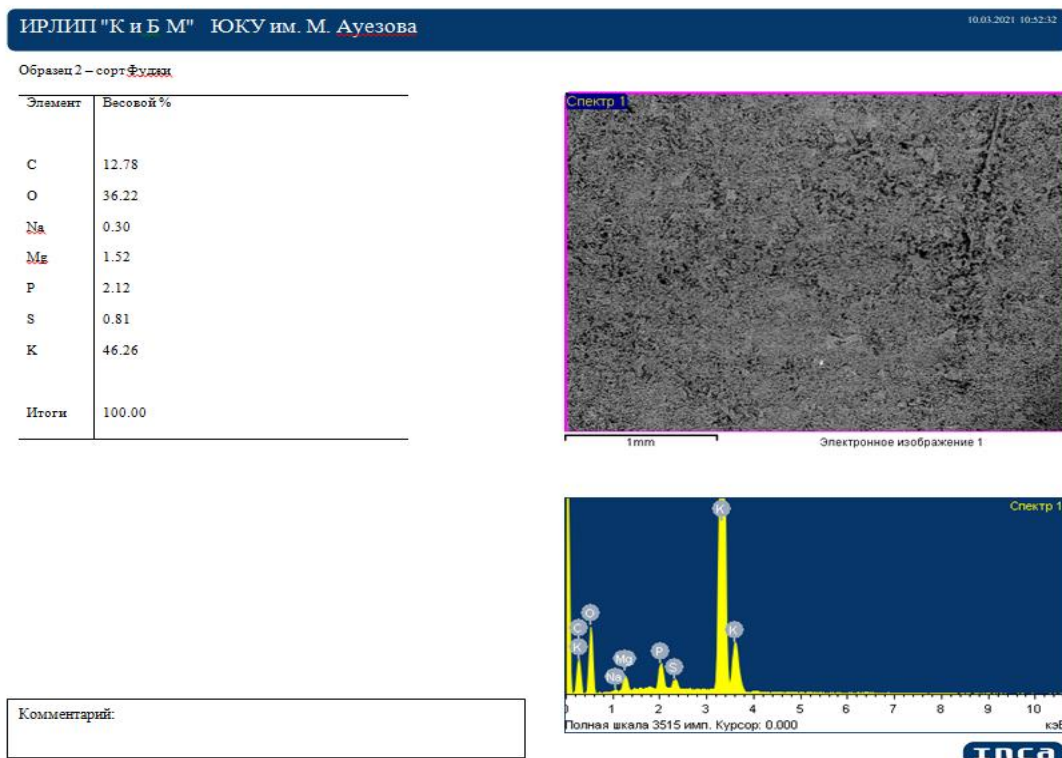 ИРЛИП "К и Б М" ЮКУ им. М. Ауезова
10.03.2021 10:52:32
Образец 2 – сорт Фуджи
Элемент Весовой %
C 12.78
O 36.22
Na 0.30
Mg 1.52
P 2.12
S 0.81
K 46.26
Итоги 100.00
Спектр 1
1mm Электронное изображение 1
Спектр 1
K
O
C
K
K
Mg
P
S
Na
1 2 3 4 5 6 7 8 9 10
Полная шкала 3515 имп. Курсор: 0.000 кэВ
Комментарий: